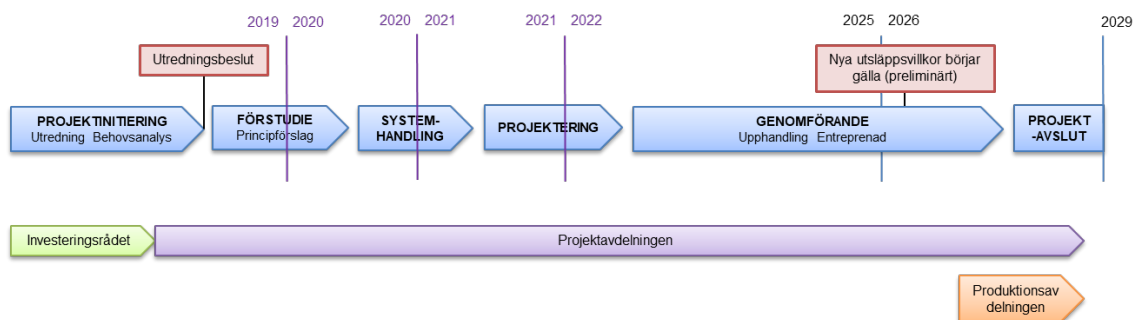 2019 2020
2020 2021
2021 2022
2025 2026
2029
Utredningsbeslut
Nya utsläppsvillkor börjar
gälla (preliminärt)
PROJEKTINITIERING
Utredning Behovsanalys
FÖRSTUDIE
Principförslag
SYSTEM-
HANDLING
PROJEKTERING
GENOMFÖRANDE
Upphandling Entreprenad
PROJEKT
-AVSLUT
Investeringsrådet
Projektavdelningen
Produktionsav
delningen